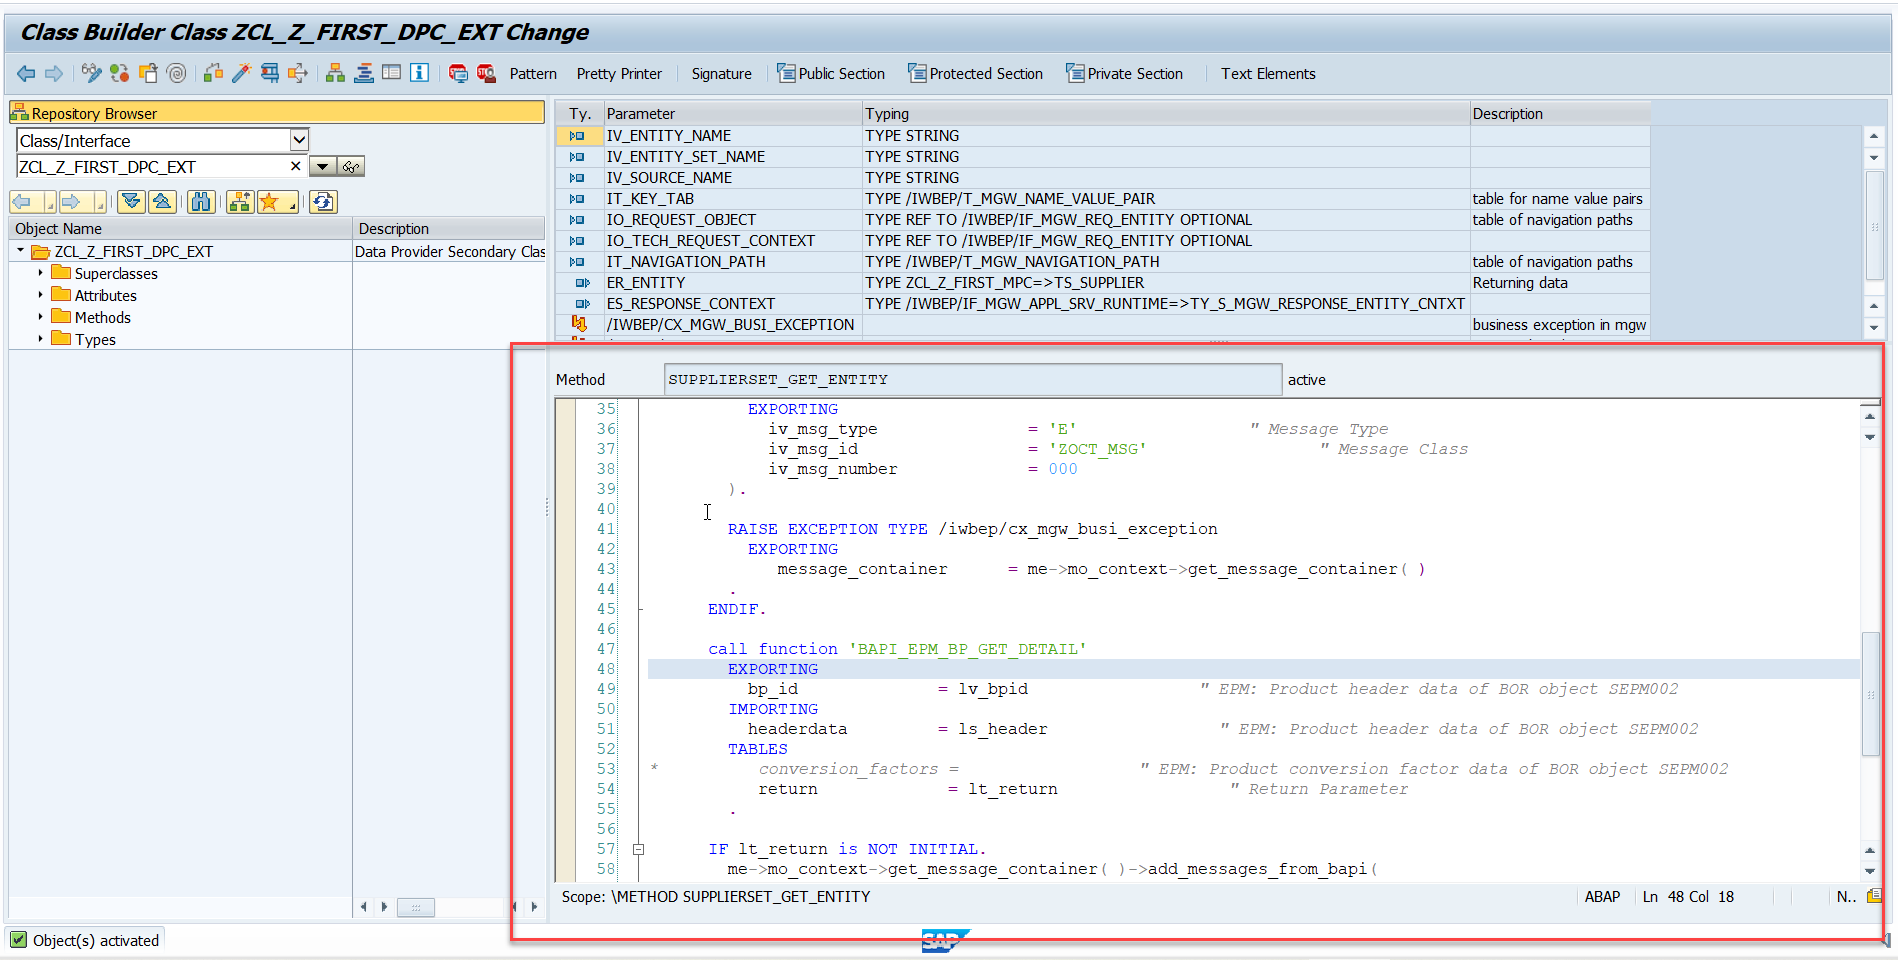 Class Builder Class ZCL_Z_FIRST_DPC_EXT Change
Pattern Pretty Printer Signature Public Section Protected Section Private Section Text Elements
Repository Browser
Class/Interface
ZCL_Z_FIRST_DPC_EXT
Object Name Description
ZCL_Z_FIRST_DPC_EXT Data Provider Secondary Clas
Superclasses
Attributes
Methods
Types
Ty. Parameter Typing Description
IV_ENTITY_NAME TYPE STRING
IV_ENTITY_SET_NAME TYPE STRING
IV_SOURCE_NAME TYPE STRING
IT_KEY_TAB TYPE /IWBEP/T_MGW_NAME_VALUE_PAIR table for name value pairs
IO_REQUEST_OBJECT TYPE REF TO /IWBEP/IF_MGW_REQ_ENTITY OPTIONAL table of navigation paths
IO_TECH_REQUEST_CONTEXT TYPE REF TO /IWBEP/IF_MGW_REQ_ENTITY OPTIONAL
IT_NAVIGATION_PATH TYPE /IWBEP/T_MGW_NAVIGATION_PATH table of navigation paths
ER_ENTITY TYPE ZCL_Z_FIRST_MPC=>TS_SUPPLIER Returning data
ES_RESPONSE_CONTEXT TYPE /IWBEP/IF_MGW_APPL_SRV_RUNTIME=>TY_S_MGW_RESPONSE_ENTITY_CNTXT
/IWBEP/CX_MGW_BUSI_EXCEPTION business exception in mgw
Method SUPPLIERSET_GET_ENTITY active
35 EXPORTING
36 iv_msg_type = 'E' " Message Type
37 iv_msg_id = 'ZOCT_MSG' " Message Class
38 iv_msg_number = 000
39 ).
40
41 RAISE EXCEPTION TYPE /iwbep/cx_mgw_busi_exception
42 EXPORTING
43 message_container = me->mo_context->get_message_container( )
44 .
45 ENDIF.
46
47 call function 'BAPI_EPM_BP_GET_DETAIL'
48 EXPORTING
49 bp_id = lv_bpid " EPM: Product header data of BOR object SEPM002
50 IMPORTING
51 headerdata = ls_header " EPM: Product header data of BOR object SEPM002
52 TABLES
53 * conversion_factors = " EPM: Product conversion factor data of BOR object SEPM002
54 return = lt_return " Return Parameter
55 .
56
57 IF lt_return is NOT INITIAL.
58 me->mo_context->get_message_container( )->add_messages_from_bapi(
Scope: \METHOD SUPPLIERSET_GET_ENTITY ABAP Ln 48 Col 18 N..
Object(s) activated
SAP